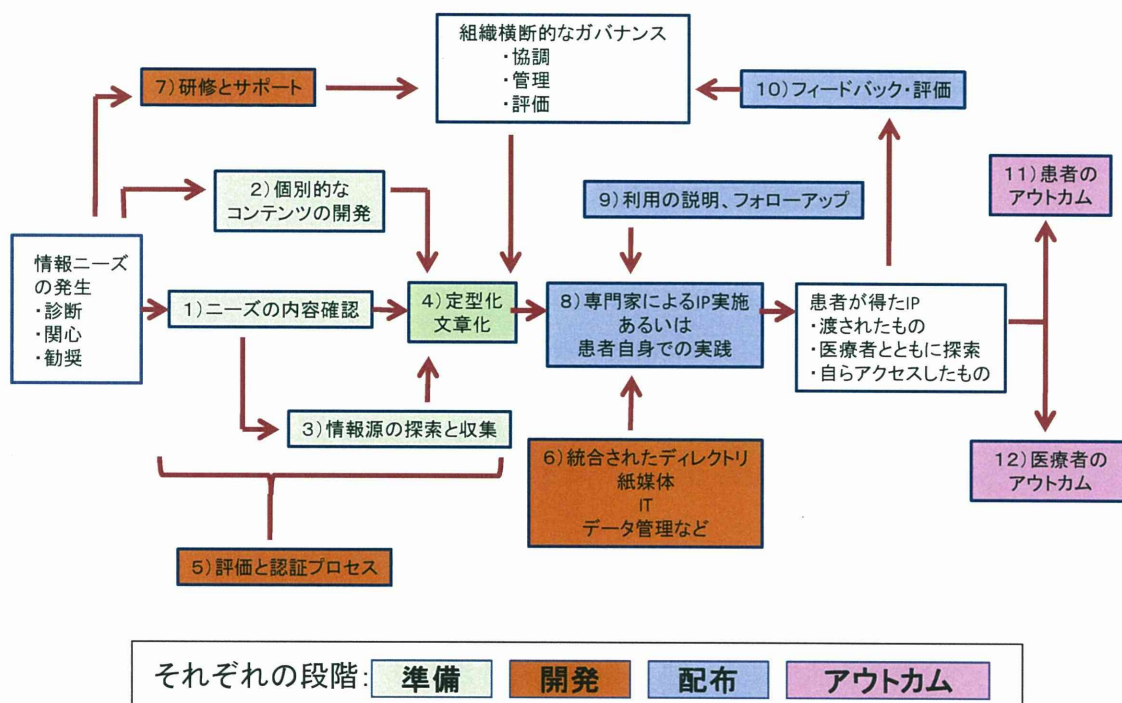 組織横断的なガバナンス
・協調
・管理
・評価
7)研修とサポート
10)フィードバック・評価
2)個別的な
コンテンツの開発
9)利用の説明、フォローアップ
11)患者の
アウトカム
情報ニーズ
の発生
・診断
・関心
・勧奨
1)ニーズの内容確認
4)定型化
文章化
8)専門家によるIP実施
あるいは
患者自身での実践
患者が得たIP
・渡されたもの
・医療者とともに探索
・自らアクセスしたもの
3)情報源の探索と収集
6)統合されたディレクトリ
紙媒体
IT
データ管理など
12)医療者の
アウトカム
5)評価と認証プロセス
それぞれの段階: 準備 開発 配布 アウトカム